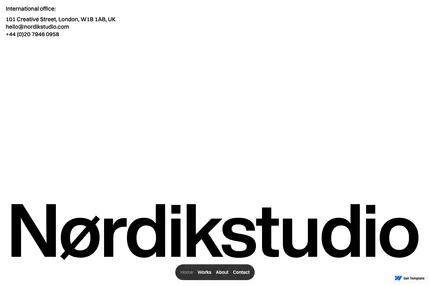 International office:
101 Creative Street, London, W1B 1AB, UK
hello@nordikstudio.com
+44 (0)20 7946 0958
Nørdikstudio
Home Works About Contact
Get Template